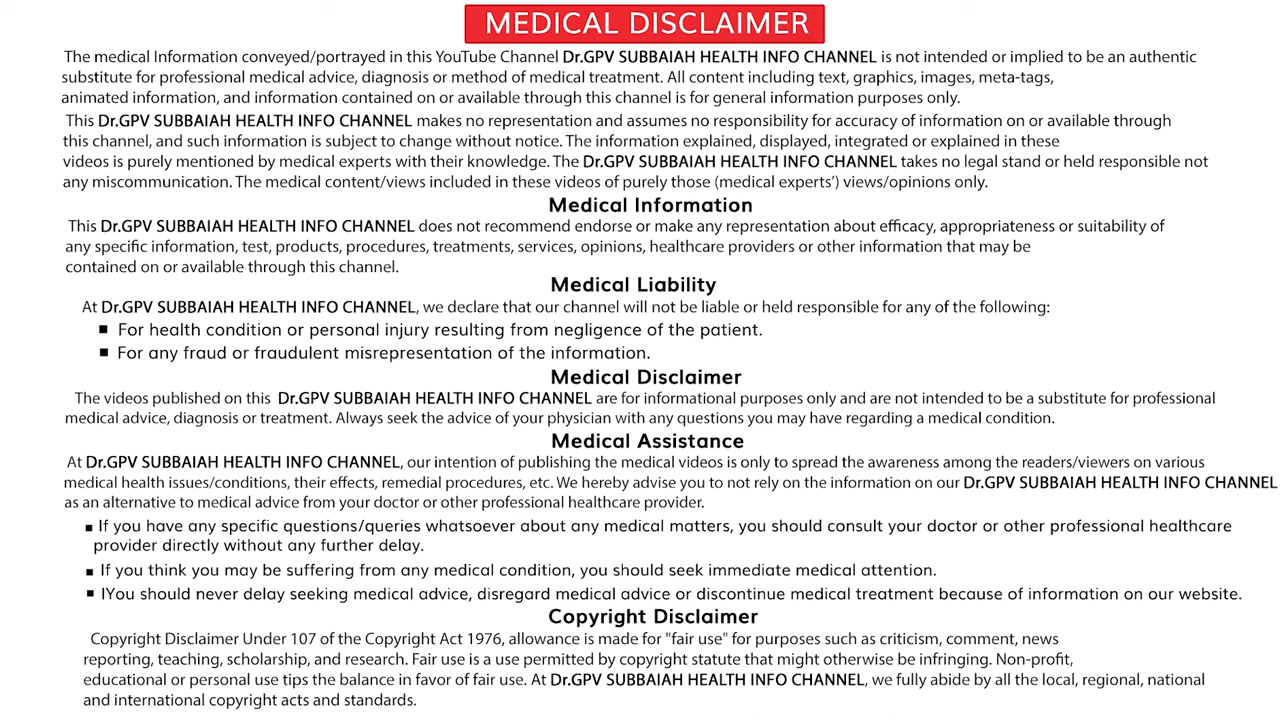 MEDICAL DISCLAIMER
The medical Information conveyed/portrayed in this YouTube Channel Dr.GPV SUBBAIAH HEALTH INFO CHANNEL is not intended or implied to be an authentic
substitute for professional medical advice, diagnosis or method of medical treatment. All content including text, graphics, images, meta-tags,
animated information, and information contained on or available through this channel is for general information purposes only.
This Dr.GPV SUBBAIAH HEALTH INFO CHANNEL makes no representation and assumes no responsibility for accuracy of information on or available through
this channel, and such information is subject to change without notice. The information explained, displayed, integrated or explained in these
videos is purely mentioned by medical experts with their knowledge. The Dr.GPV SUBBAIAH HEALTH INFO CHANNEL takes no legal stand or held responsible not
any miscommunication. The medical content/views included in these videos of purely those (medical experts’) views/opinions only.
Medical Information
This Dr.GPV SUBBAIAH HEALTH INFO CHANNEL does not recommend endorse or make any representation about efficacy, appropriateness or suitability of
any specific information, test, products, procedures, treatments, services, opinions, healthcare providers or other information that may be
contained on or available through this channel.
Medical Liability
At Dr.GPV SUBBAIAH HEALTH INFO CHANNEL, we declare that our channel will not be liable or held responsible for any of the following:
■ For health condition or personal injury resulting from negligence of the patient.
■ For any fraud or fraudulent misrepresentation of the information.
Medical Disclaimer
The videos published on this Dr.GPV SUBBAIAH HEALTH INFO CHANNEL are for informational purposes only and are not intended to be a substitute for professional
medical advice, diagnosis or treatment. Always seek the advice of your physician with any questions you may have regarding a medical condition.
Medical Assistance
At Dr.GPV SUBBAIAH HEALTH INFO CHANNEL, our intention of publishing the medical videos is only to spread the awareness among the readers/viewers on various
medical health issues/conditions, their effects, remedial procedures, etc. We hereby advise you to not rely on the information on our Dr.GPV SUBBAIAH HEALTH INFO CHANNEL
as an alternative to medical advice from your doctor or other professional healthcare provider.
■ If you have any specific questions/queries whatsoever about any medical matters, you should consult your doctor or other professional healthcare
provider directly without any further delay.
■ If you think you may be suffering from any medical condition, you should seek immediate medical attention.
■ IYou should never delay seeking medical advice, disregard medical advice or discontinue medical treatment because of information on our website.
Copyright Disclaimer
Copyright Disclaimer Under 107 of the Copyright Act 1976, allowance is made for "fair use" for purposes such as criticism, comment, news
reporting, teaching, scholarship, and research. Fair use is a use permitted by copyright statute that might otherwise be infringing. Non-profit,
educational or personal use tips the balance in favor of fair use. At Dr.GPV SUBBAIAH HEALTH INFO CHANNEL, we fully abide by all the local, regional, national
and international copyright acts and standards.